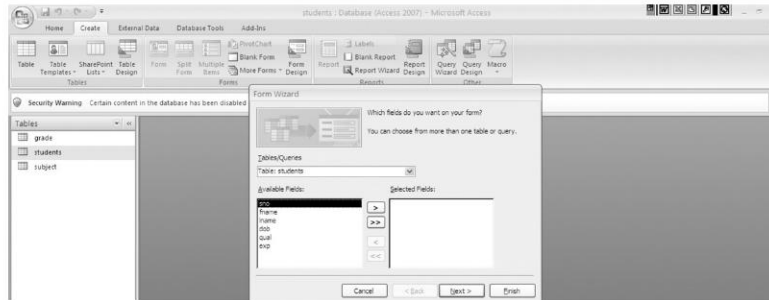 students : Database (Access 2007) - Microsoft Access
Home Create External Data Database Tools Add-Ins
Table Table Templates SharePoint Lists Table Design
Form Split Form Multiple Items PivotChart Blank Form More Forms Form Design
Report Labels Blank Report Report Wizard Report Design
Query Wizard Query Design Macro
Tables Forms Reports Other
Security Warning Certain content in the database has been disabled
Tables
grade
students
subject
Form Wizard
Which fields do you want on your form?
You can choose from more than one table or query.
Tables/Queries
Table: students
Available Fields: Selected Fields:
sno
fname
lname
dob
qual
exp
>
>>
<
<<
Cancel < Back Next > Finish